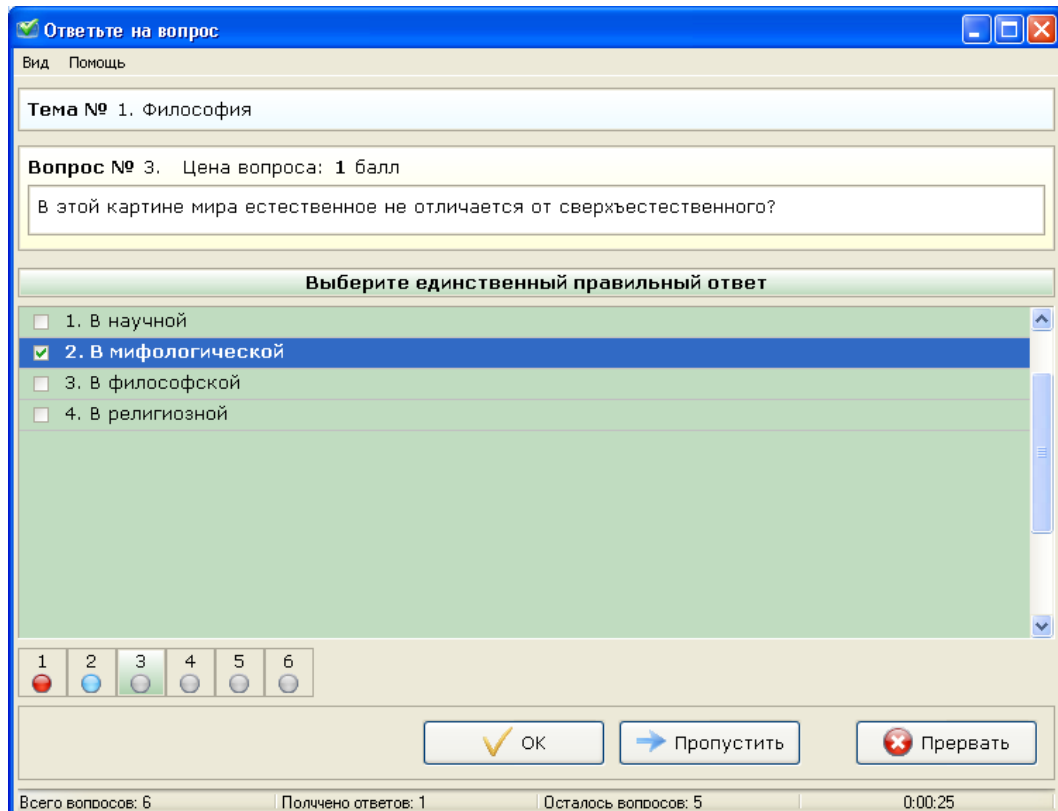 Ответьте на вопрос
Вид Помощь
Тема № 1. Философия
Вопрос № 3. Цена вопроса: 1 балл
В этой картине мира естественное не отличается от сверхъестественного?
Выберите единственный правильный ответ
1. В научной
2. В мифологической
3. В философской
4. В религиозной
1 2 3 4 5 6
OK Пропустить Прервать
Всего вопросов: 6 Получено ответов: 1 Осталось вопросов: 5 0:00:25